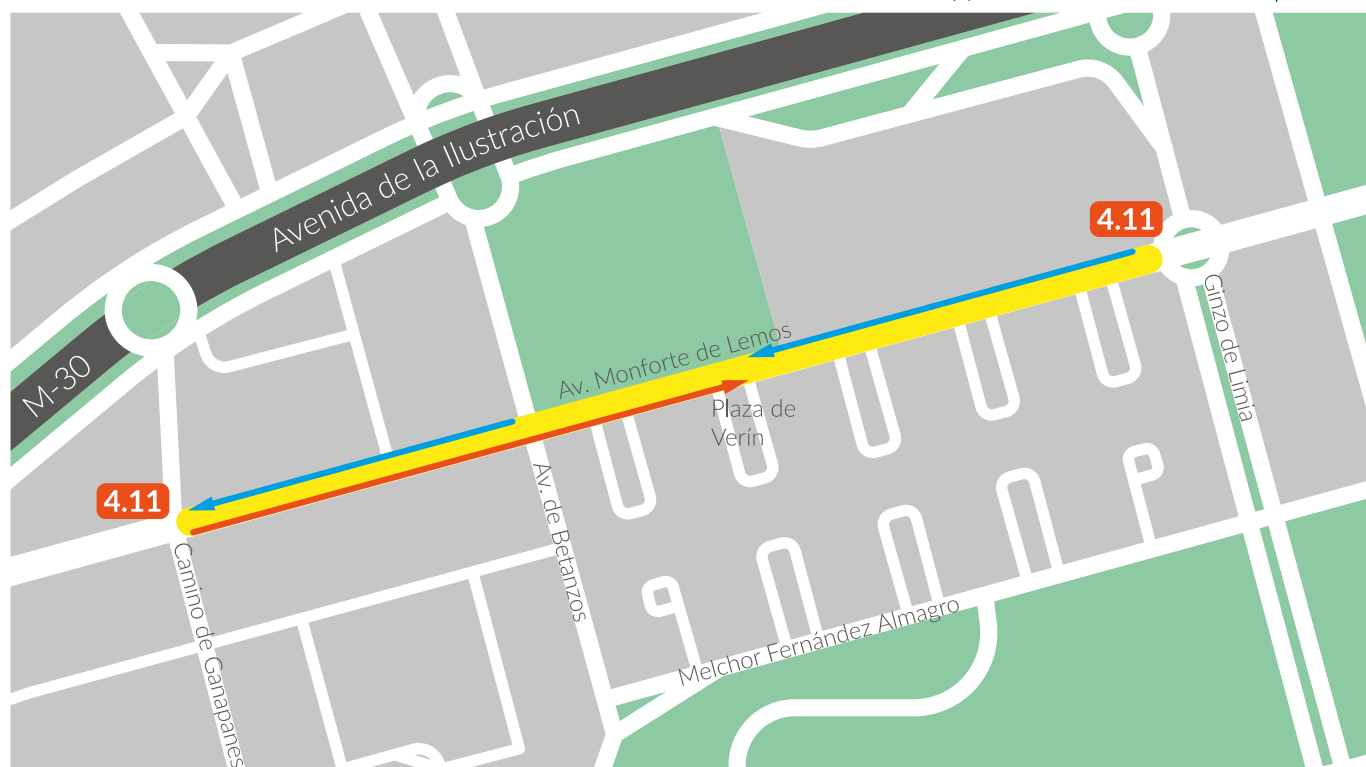 Avenida de la Ilustración
4.11
Ginzo de Limia
Av. Monforte de Lemos
M-30
Plaza de
Verín
Av. de Betanzos
4.11
Camino de Ganapanes
Melchor Fernández Almagro